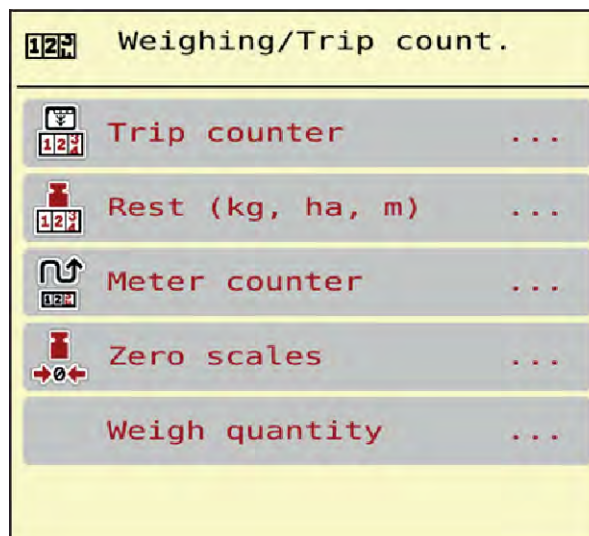 Weighing/Trip count.
Trip counter ...
Rest (kg, ha, m) ...
Meter counter ...
Zero scales ...
Weigh quantity ...